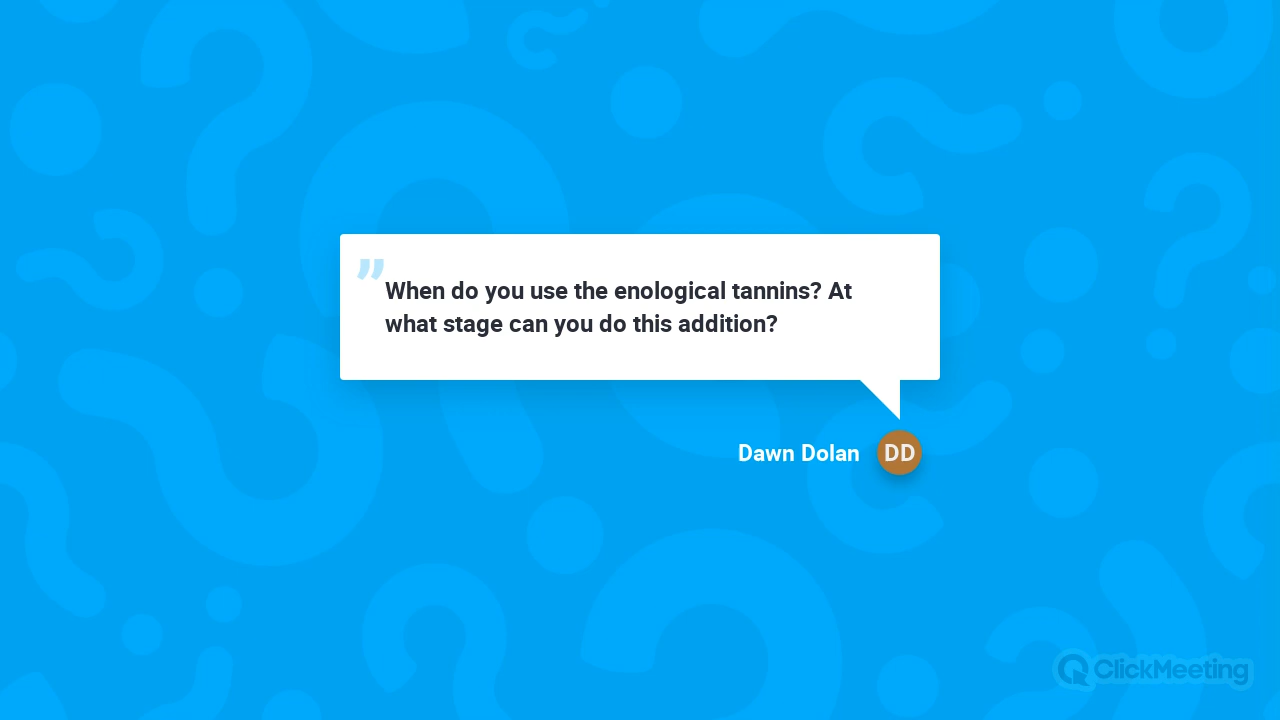 When do you use the enological tannins? At
what stage can you do this addition?
Dawn Dolan DD
ClickMeeting